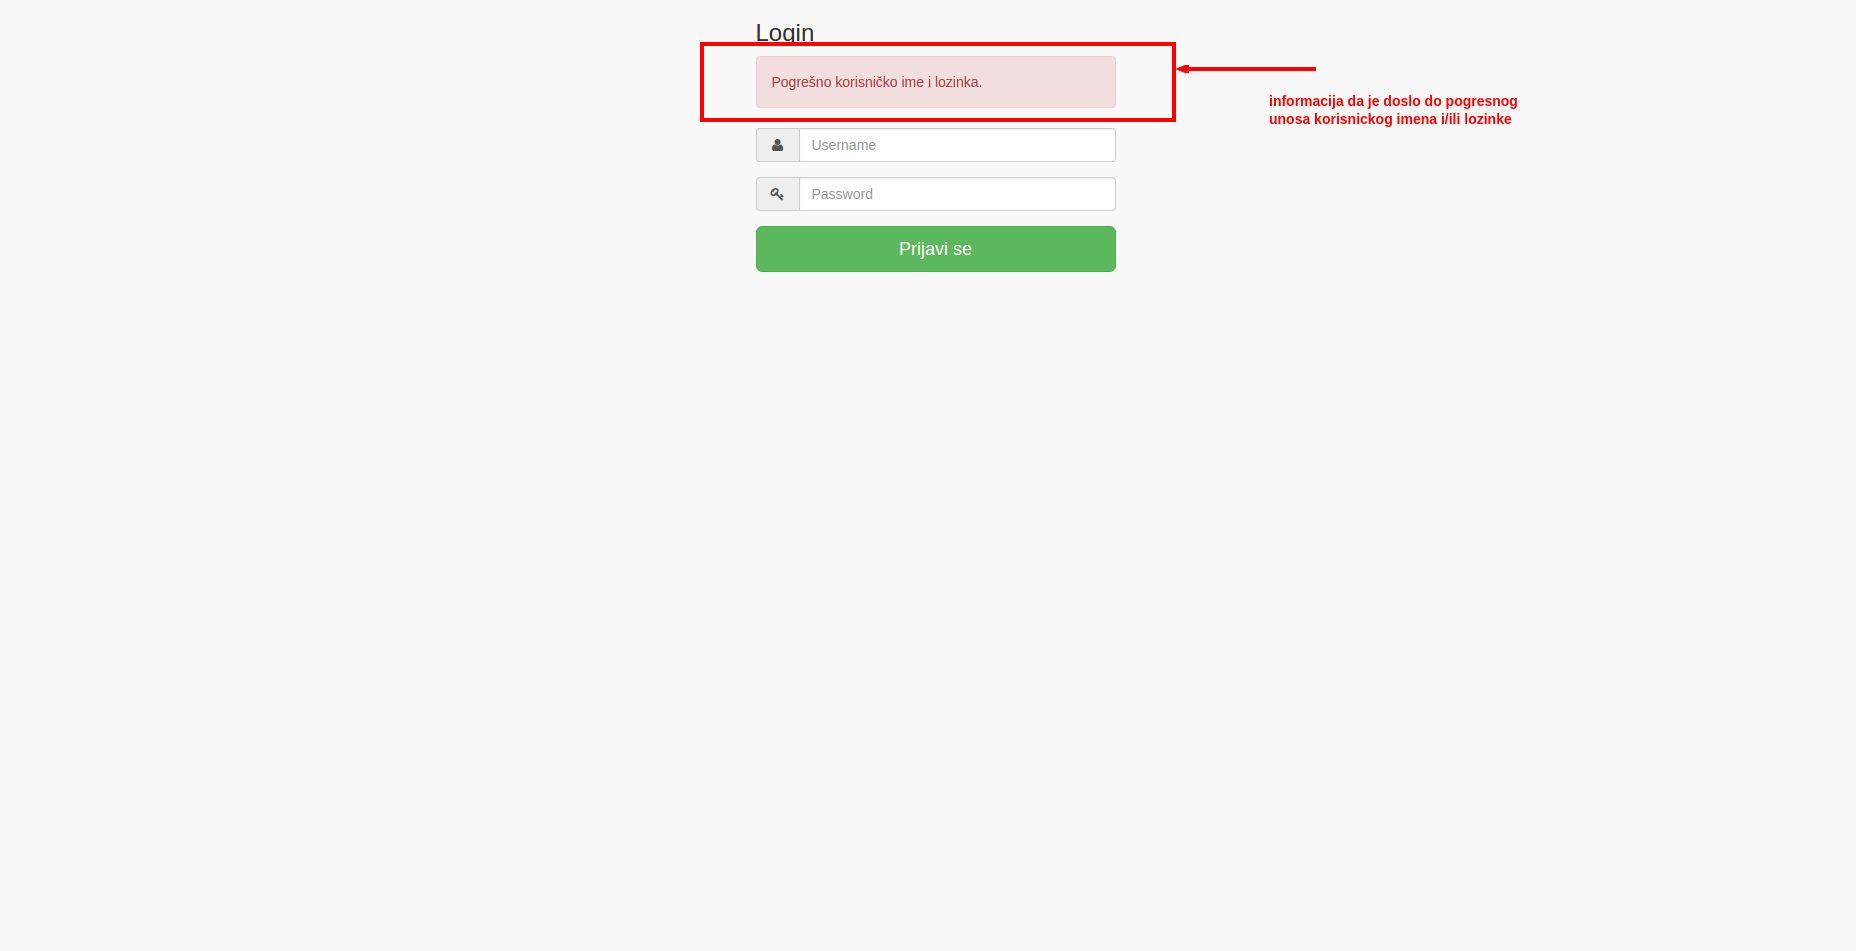 Login
Pogrešno korisničko ime i lozinka.
informacija da je doslo do pogresnog
unosa korisnickog imena i/ili lozinke
Username
Password
Prijavi se